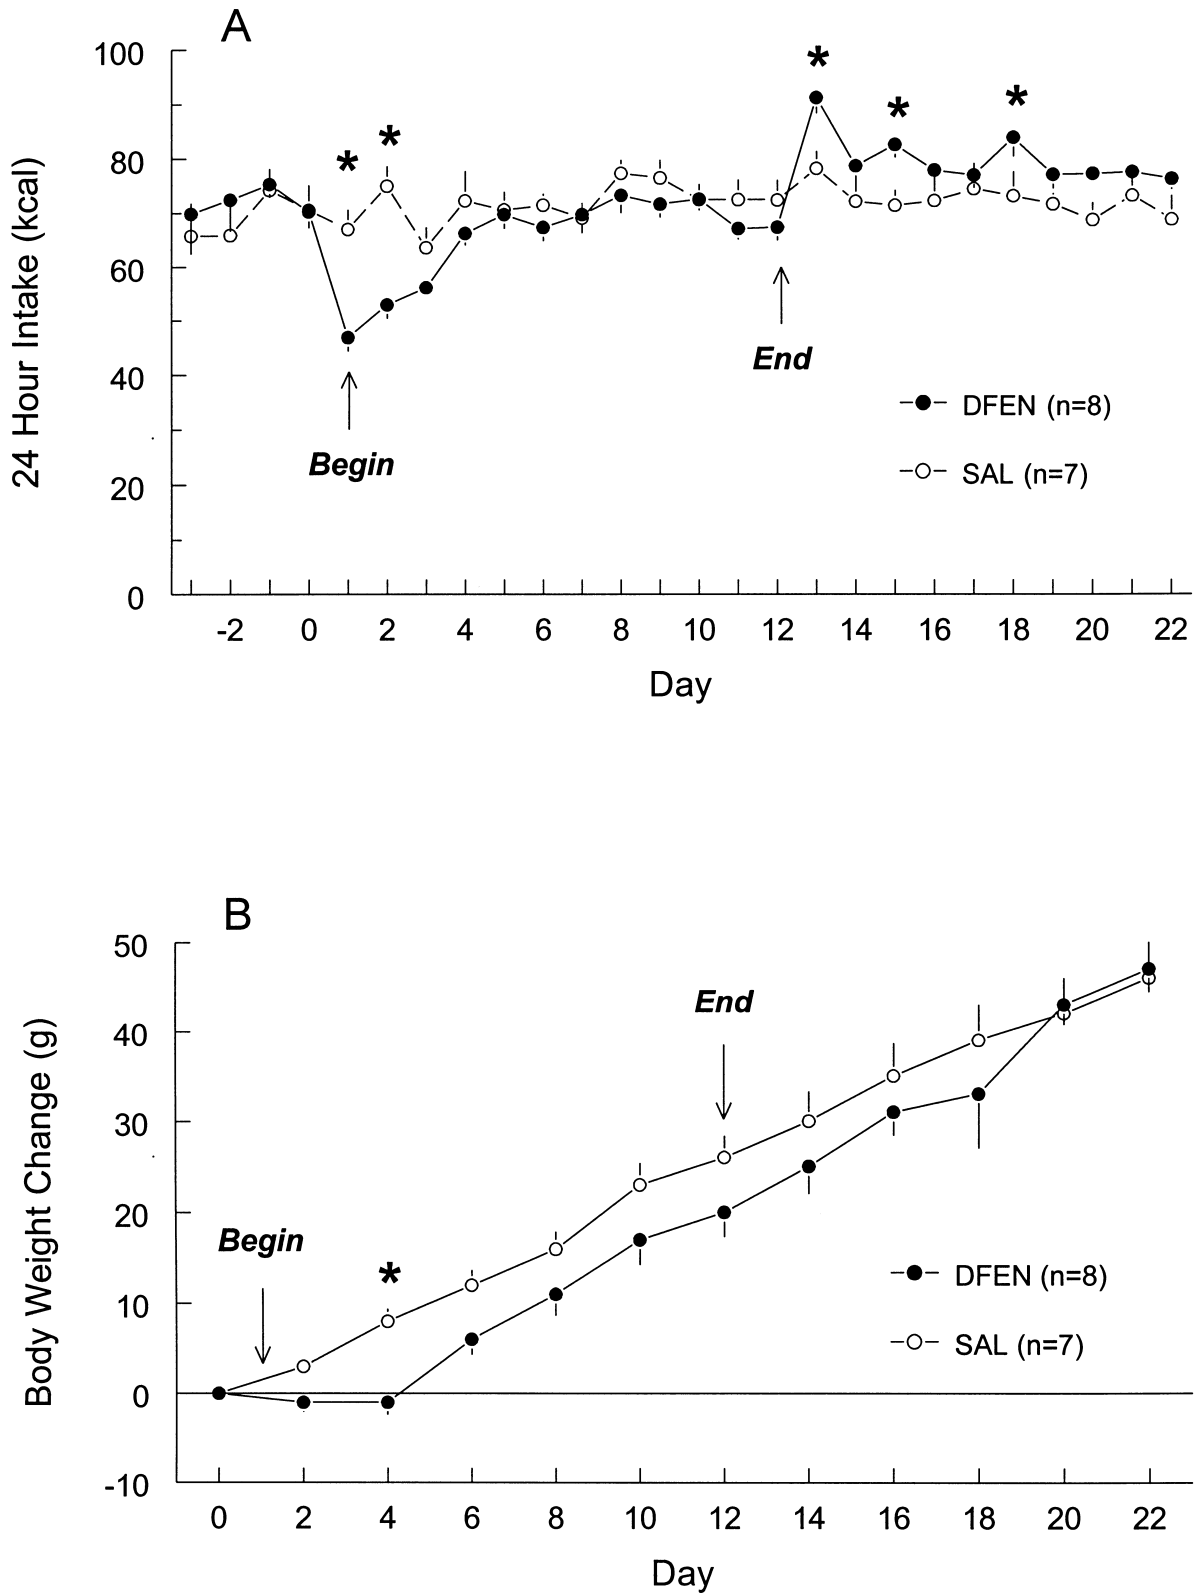 A
100
80
60
40
20
0
24 Hour Intake (kcal)
* * * * *
Begin
End
DFEN (n=8)
SAL (n=7)
-2 0 2 4 6 8 10 12 14 16 18 20 22
Day
B
50
40
30
20
10
0
-10
Body Weight Change (g)
Begin
*
End
DFEN (n=8)
SAL (n=7)
0 2 4 6 8 10 12 14 16 18 20 22
Day